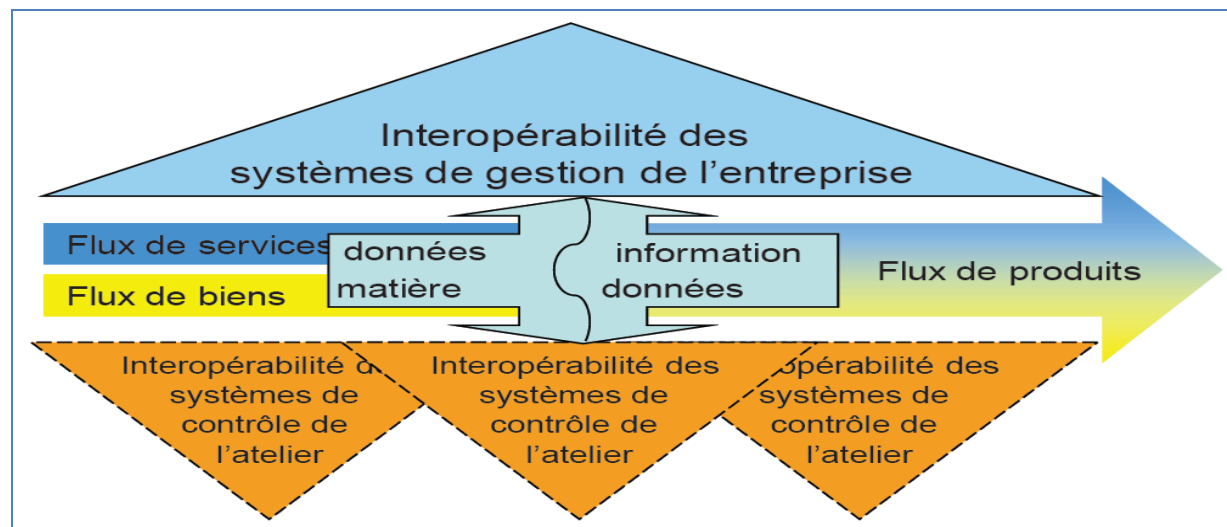 Interopérabilité des
systèmes de gestion de l'entreprise
Flux de services
données
information
Flux de biens
matière
données
Flux de produits
Interopérabilité d
systèmes de
contrôle de
l'atelier
Interopérabilité des
systèmes de
contrôle de
l'atelier
opérabilité des
systèmes de
contrôle de
l'atelier